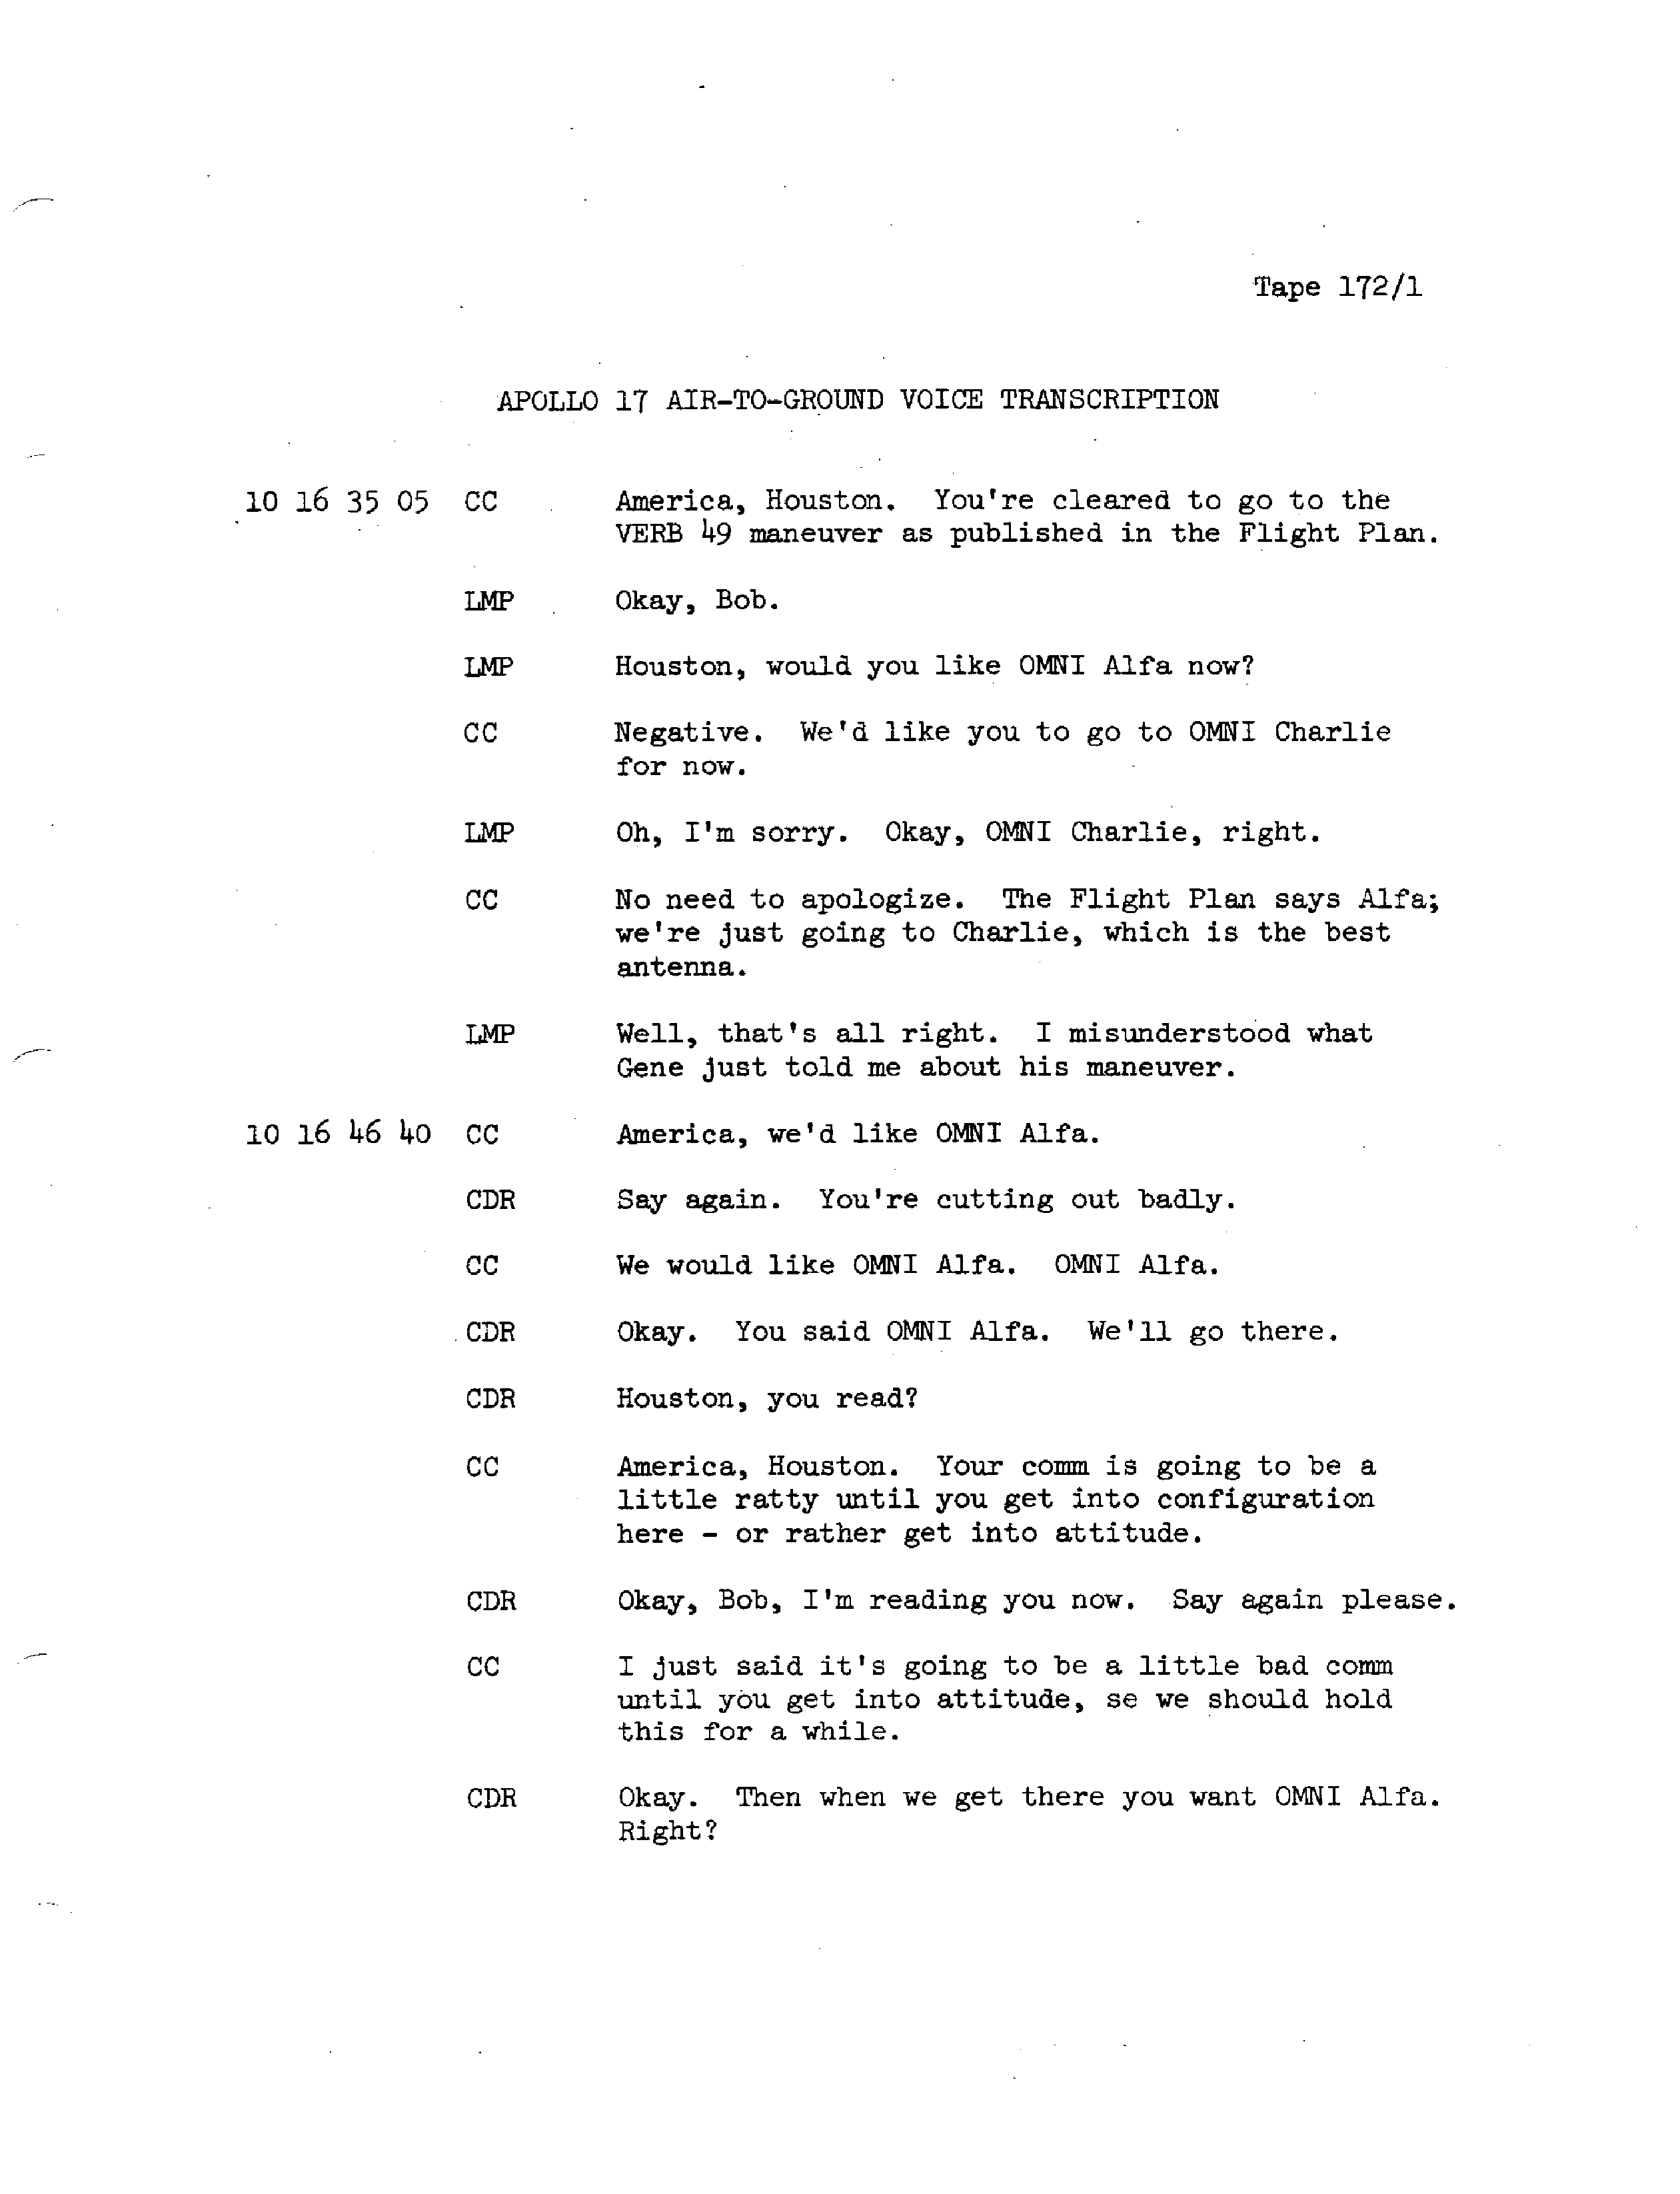 Tape 172/1
APOLLO 17 AIR-TO-GROUND VOICE TRANSCRIPTION
10 16 35 05 CC America, Houston. You're cleared to go to the
VERB 49 maneuver as published in the Flight Plan.
LMP Okay, Bob.
LMP Houston, would you like OMNI Alfa now?
CC Negative. We'd like you to go to OMNI Charlie
for now.
LMP Oh, I'm sorry. Okay, OMNI Charlie, right.
CC No need to apologize. The Flight Plan says Alfa;
we're just going to Charlie, which is the best
antenna.
LMP Well, that's all right. I misunderstood what
Gene just told me about his maneuver.
10 16 46 40 CC America, we'd like OMNI Alfa.
CDR Say again. You're cutting out badly.
CC We would like OMNI Alfa. OMNI Alfa.
CDR Okay. You said OMNI Alfa. We'll go there.
CDR Houston, you read?
CC America, Houston. Your comm is going to be a
little ratty until you get into configuration
here - or rather get into attitude.
CDR Okay, Bob, I'm reading you now. Say again please.
CC I just said it's going to be a little bad comm
until you get into attitude, se we should hold
this for a while.
CDR Okay. Then when we get there you want OMNI Alfa.
Right?